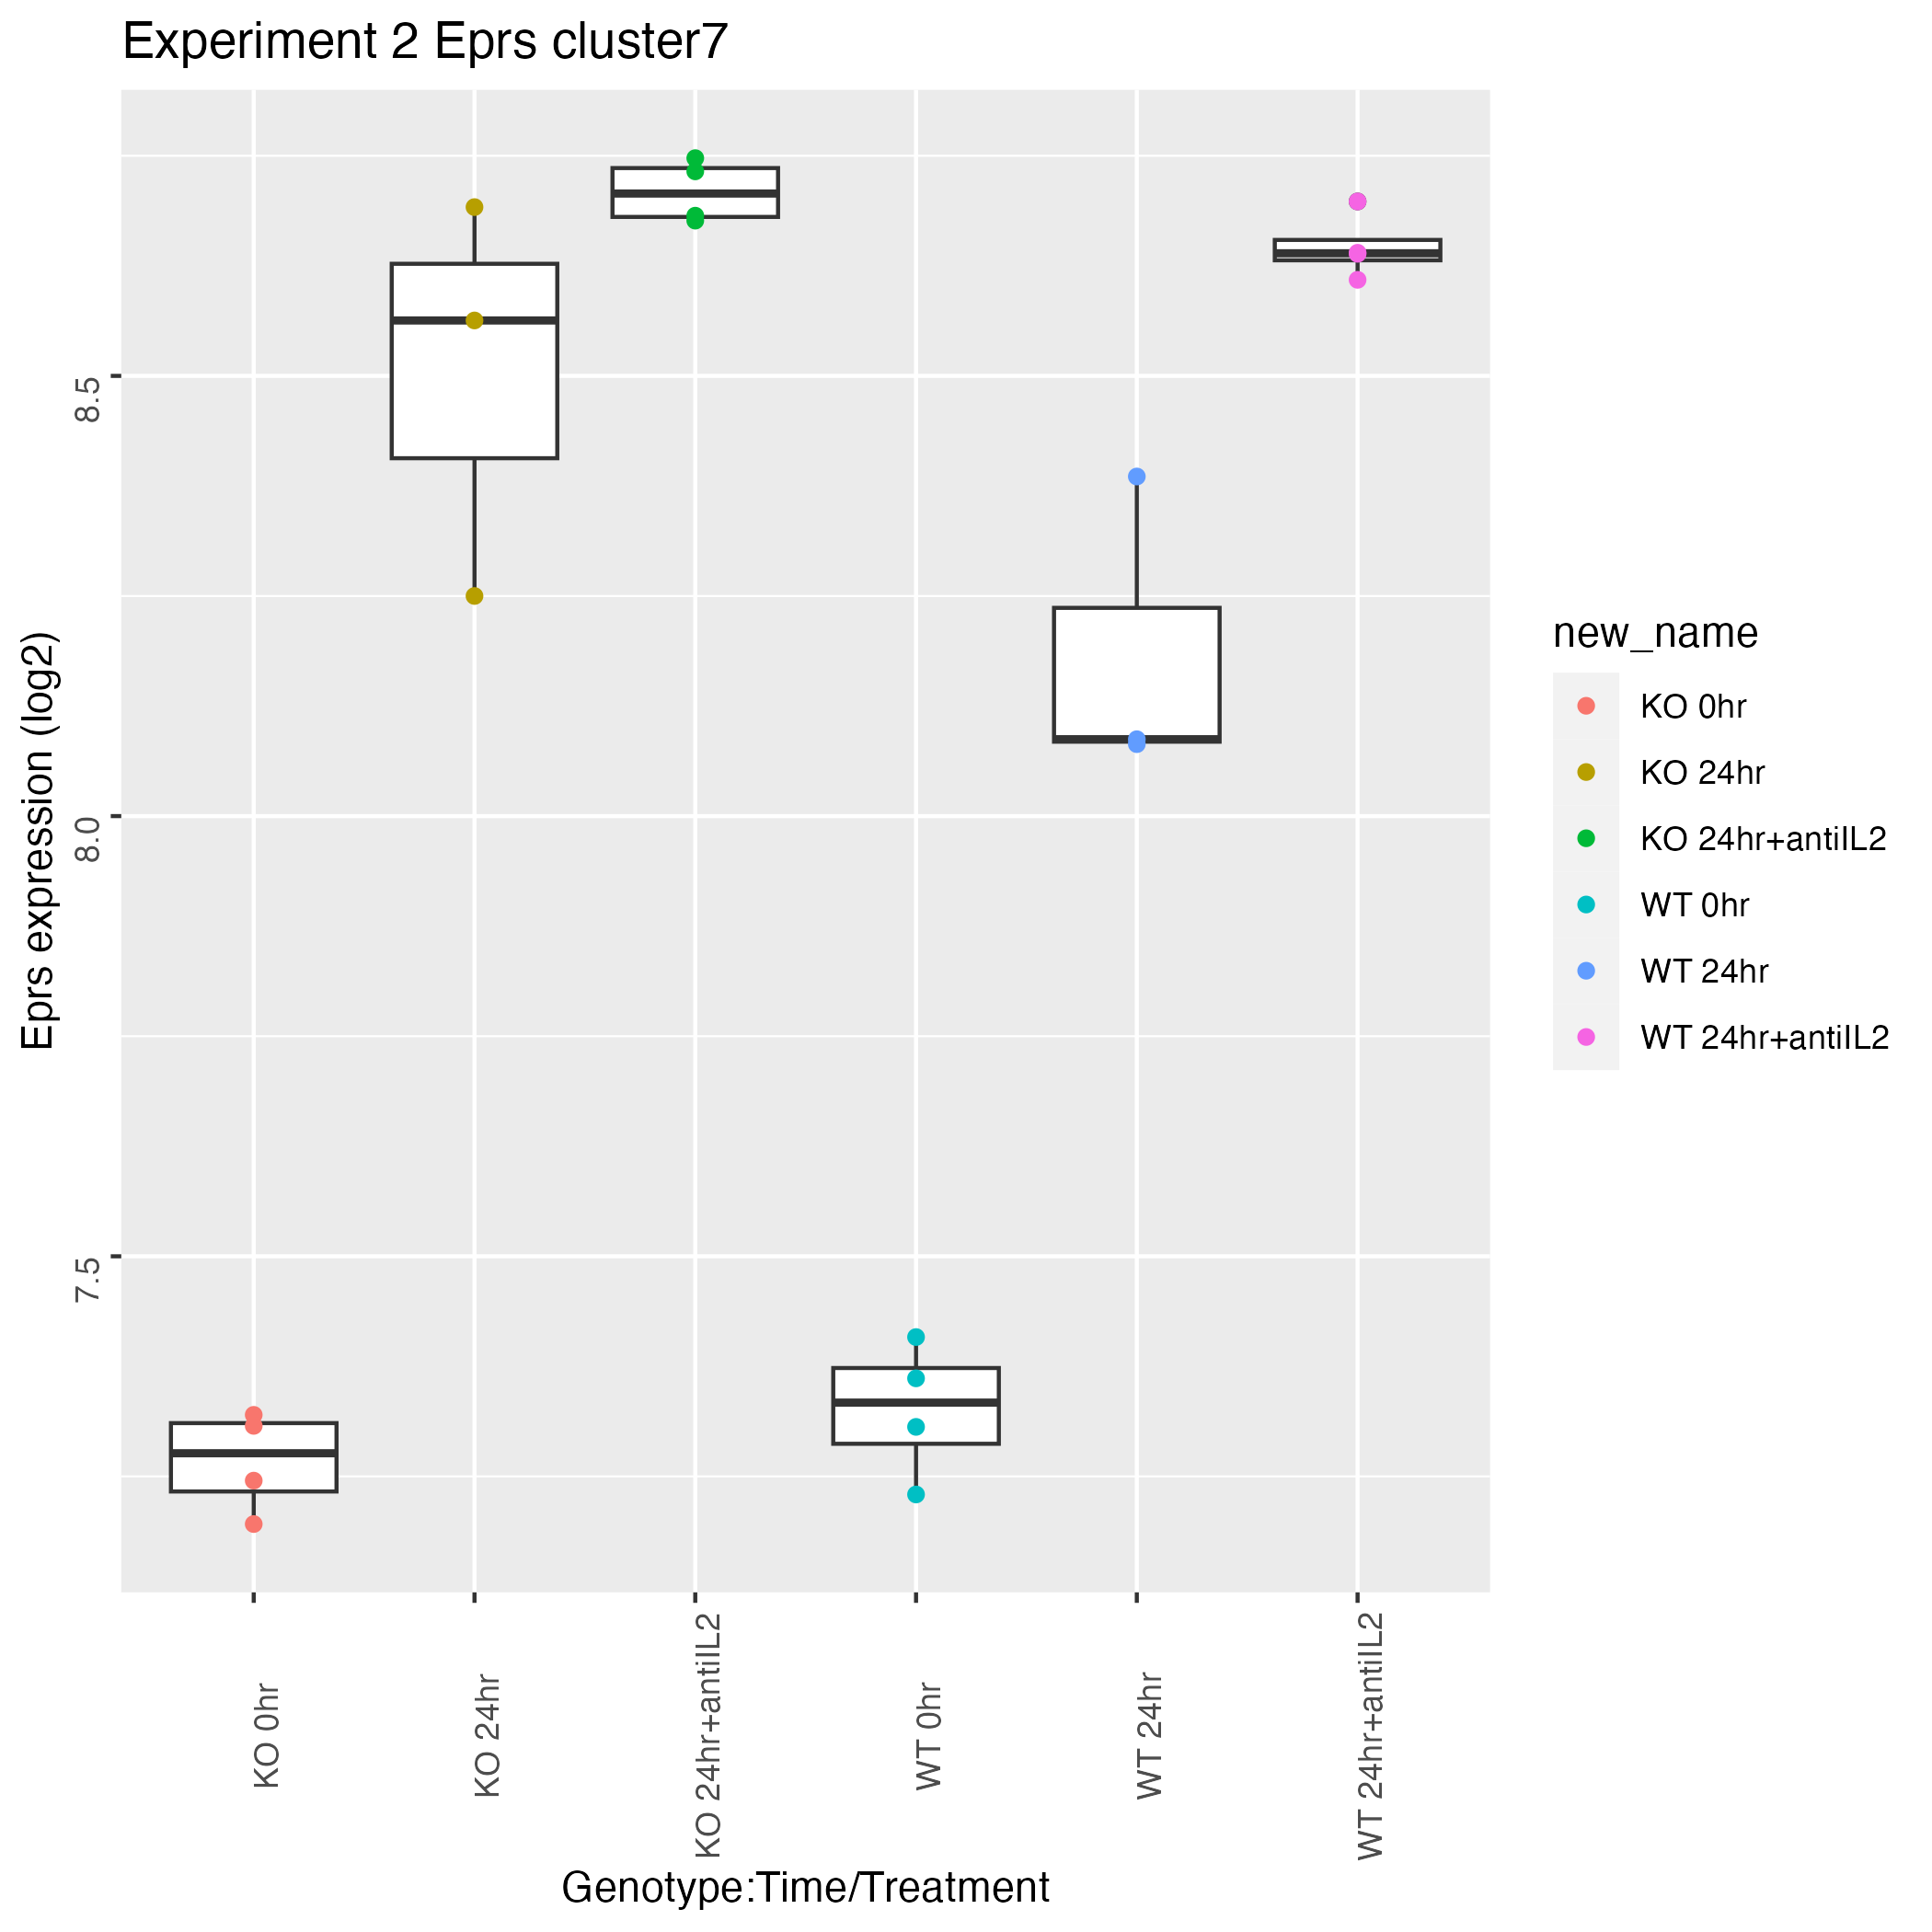 Experiment 2 Eprs cluster7
Eprs expression (log2)
8.5
8.0
7.5
KO 0hr
KO 24hr
KO 24hr+antiIL2
WT 0hr
WT 24hr
WT 24hr+antiIL2
Genotype:Time/Treatment
new_name
KO 0hr
KO 24hr
KO 24hr+antiIL2
WT 0hr
WT 24hr
WT 24hr+antiIL2